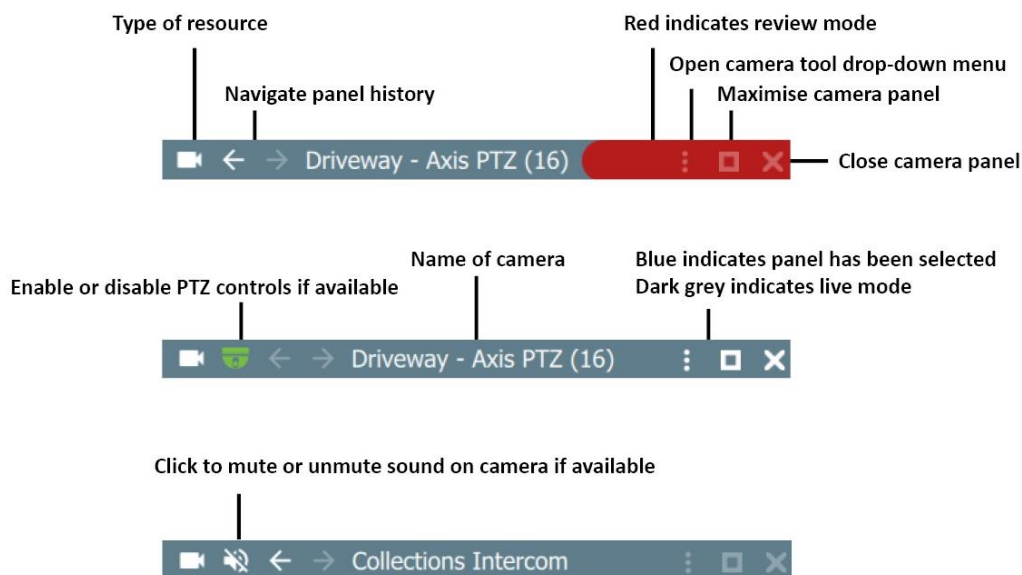 Type of resource
Red indicates review mode
Open camera tool drop-down menu
Navigate panel history
Maximise camera panel
Driveway - Axis PTZ (16)
Close camera panel
Name of camera
Blue indicates panel has been selected
Enable or disable PTZ controls if available
Dark grey indicates live mode
Driveway - Axis PTZ (16)
Click to mute or unmute sound on camera if available
Collections Intercom